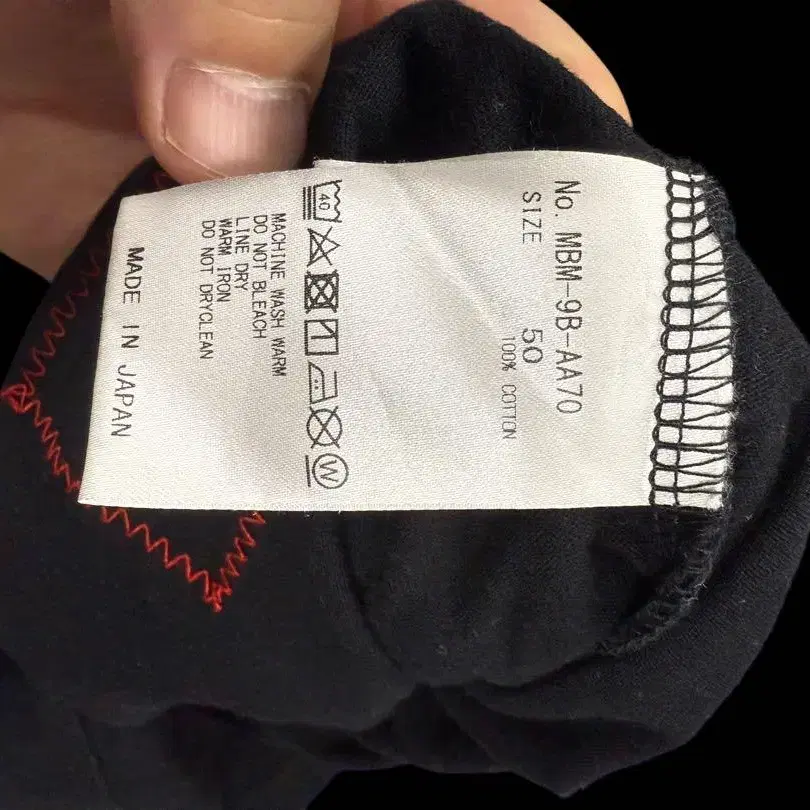 No. MBM-9B-AA70
SIZE 50
100% COTTON
40
W
MACHINE WASH WARM
DO NOT BLEACH
LINE DRY
WARM IRON
DO NOT DRYCLEAN
MADE IN JAPAN